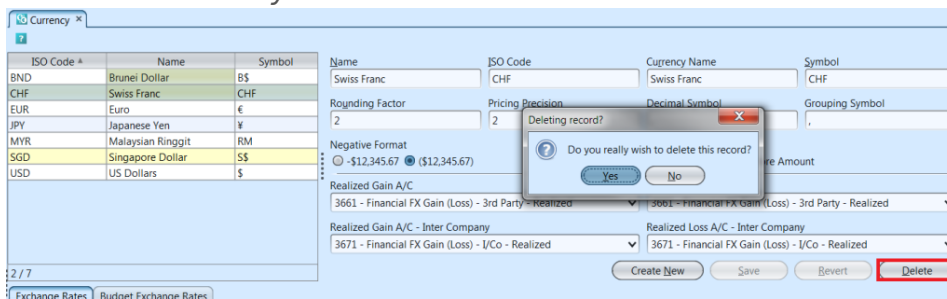 Currency
?
ISO Code Name Symbol
BND Brunei Dollar B$
CHF Swiss Franc CHF
EUR Euro €
JPY Japanese Yen ¥
MYR Malaysian Ringgit RM
SGD Singapore Dollar S$
USD US Dollars $
2 / 7
Name ISO Code Currency Name Symbol
Swiss Franc CHF Swiss Franc CHF
Rounding Factor Pricing Precision Decimal Symbol Grouping Symbol
2 2 ,
Negative Format
-$12,345.67 ($12,345.67) Amount
Deleting record?
Do you really wish to delete this record?
Yes No
Realized Gain A/C
3661 - Financial FX Gain (Loss) - 3rd Party - Realized 3661 - Financial FX Gain (Loss) - 3rd Party - Realized
Realized Gain A/C - Inter Company Realized Loss A/C - Inter Company
3671 - Financial FX Gain (Loss) - I/Co - Realized 3671 - Financial FX Gain (Loss) - I/Co - Realized
Create New Save Revert Delete
Exchange Rates Budget Exchange Rates